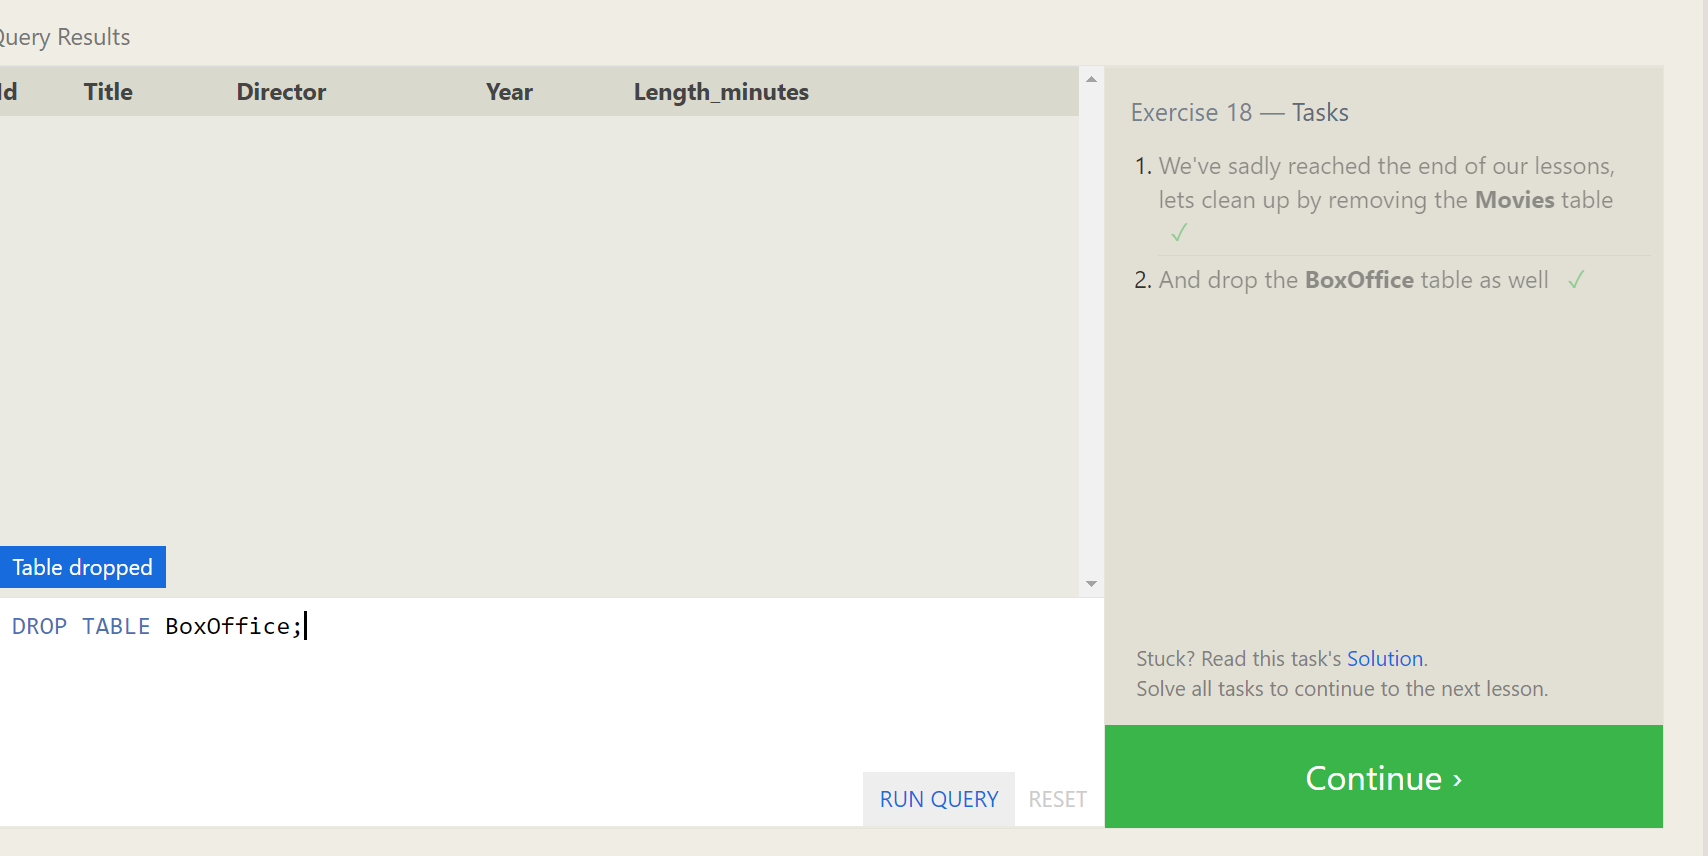 Query Results
Id Title Director Year Length_minutes
Table dropped
DROP TABLE BoxOffice;
RUN QUERY RESET
Exercise 18 — Tasks
1. We've sadly reached the end of our lessons,
lets clean up by removing the Movies table
✓
2. And drop the BoxOffice table as well ✓
Stuck? Read this task's Solution.
Solve all tasks to continue to the next lesson.
Continue ›